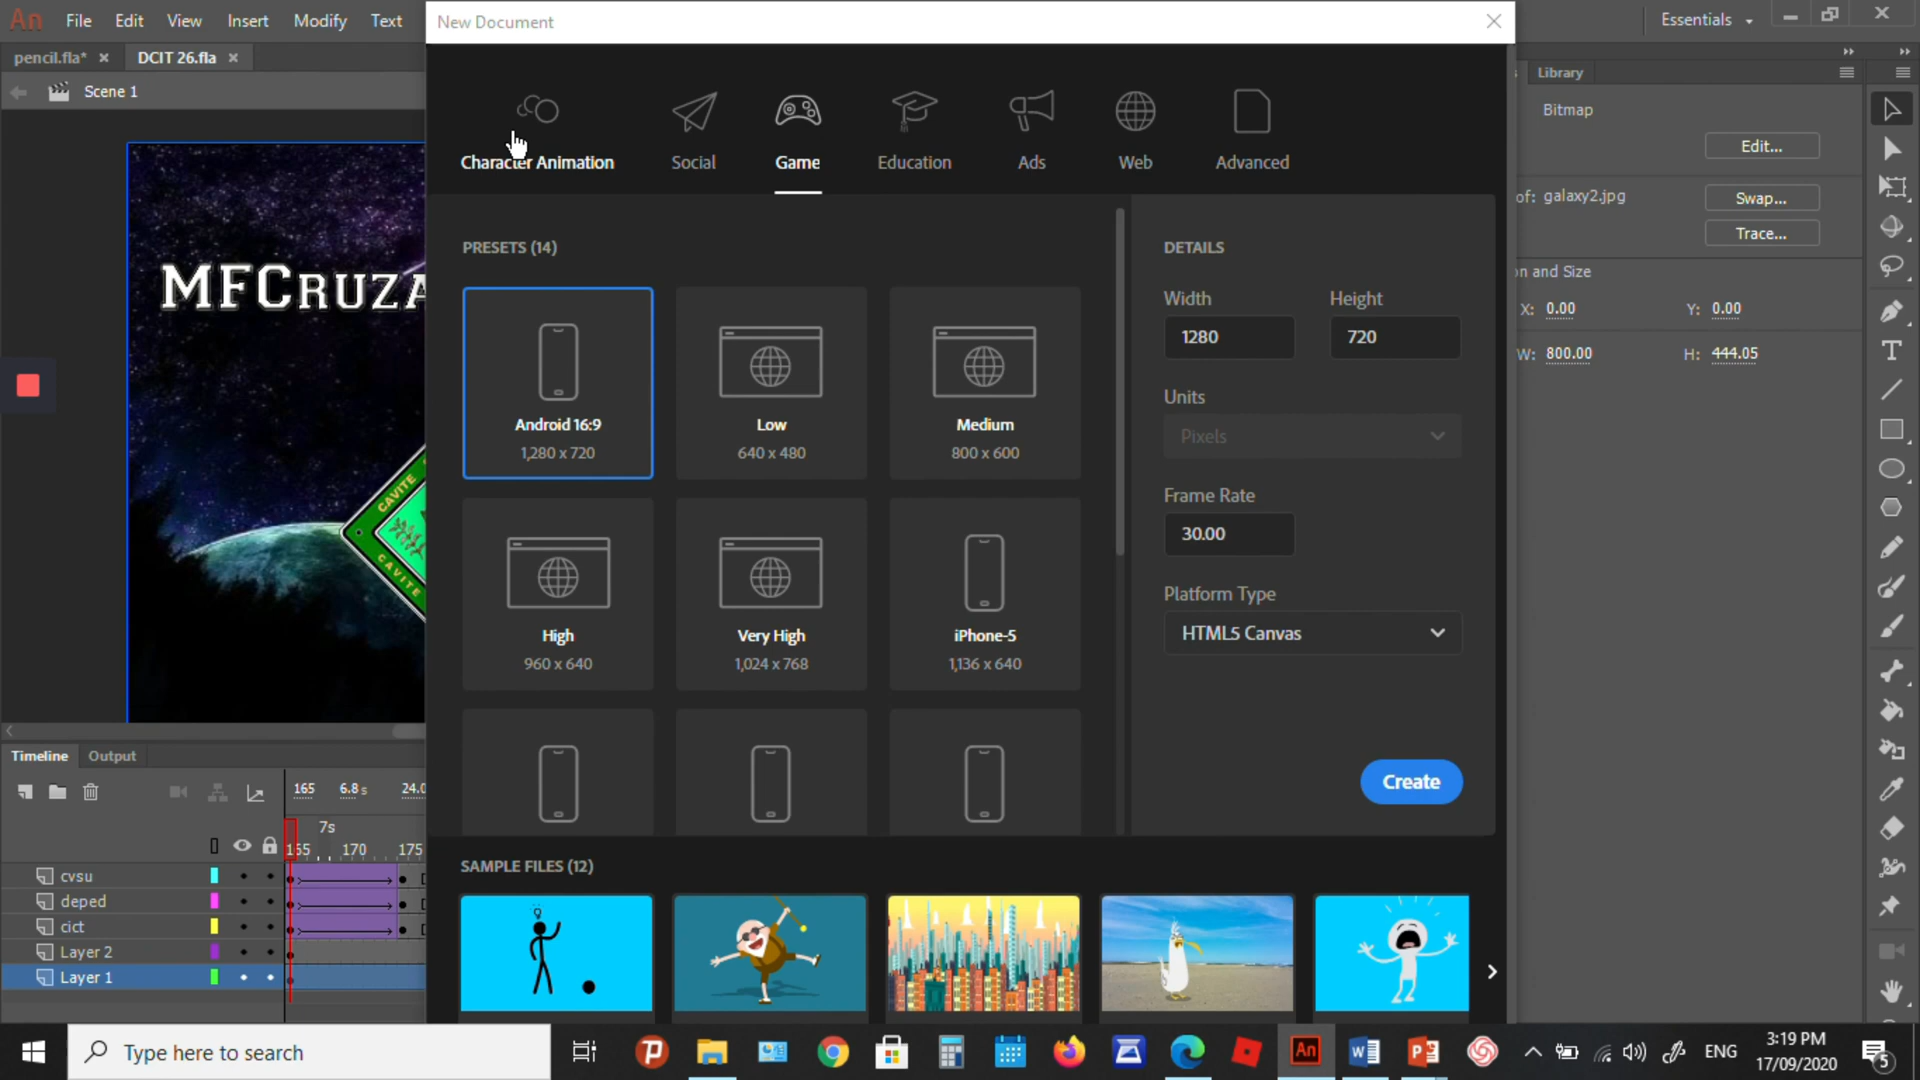 An File Edit View Insert Modify Text
New Document
Essentials
pencil.fla* DCIT 26.fla
Library
Scene 1
Bitmap
Edit...
Character Animation Social Game Education Ads Web Advanced
of: galaxy2.jpg Swap...
Trace...
PRESETS (14)
DETAILS
on and Size
MFCRUZA
Width Height
X: 0.00 Y: 0.00
1280 720
W: 800.00 H: 444.05
Android 16:9 Low Medium
1,280 x 720 640 x 480 800 x 600
Units
Pixels
CAVITE
CAVITE
Frame Rate
30.00
High Very High iPhone-5
960 x 640 1,024 x 768 1,136 x 640
Platform Type
HTML5 Canvas
Timeline Output
Create
165 6.8 s 24.0
7s
165 170 175
SAMPLE FILES (12)
cvsu
deped
cict
Layer 2
Layer 1
Type here to search
An
ENG
3:19 PM
17/09/2020
5